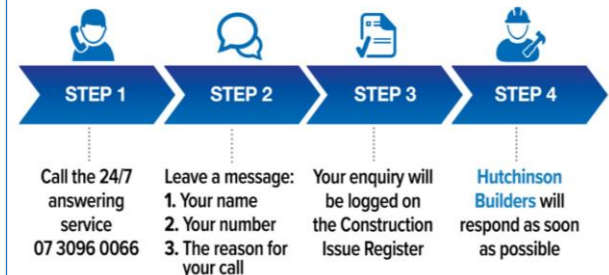 STEP 1
STEP 2
STEP 3
STEP 4
Call the 24/7
answering
service
07 3096 0066
Leave a message:
1. Your name
2. Your number
3. The reason for
your call
Your enquiry will
be logged on
the Construction
Issue Register
Hutchinson
Builders will
respond as soon
as possible